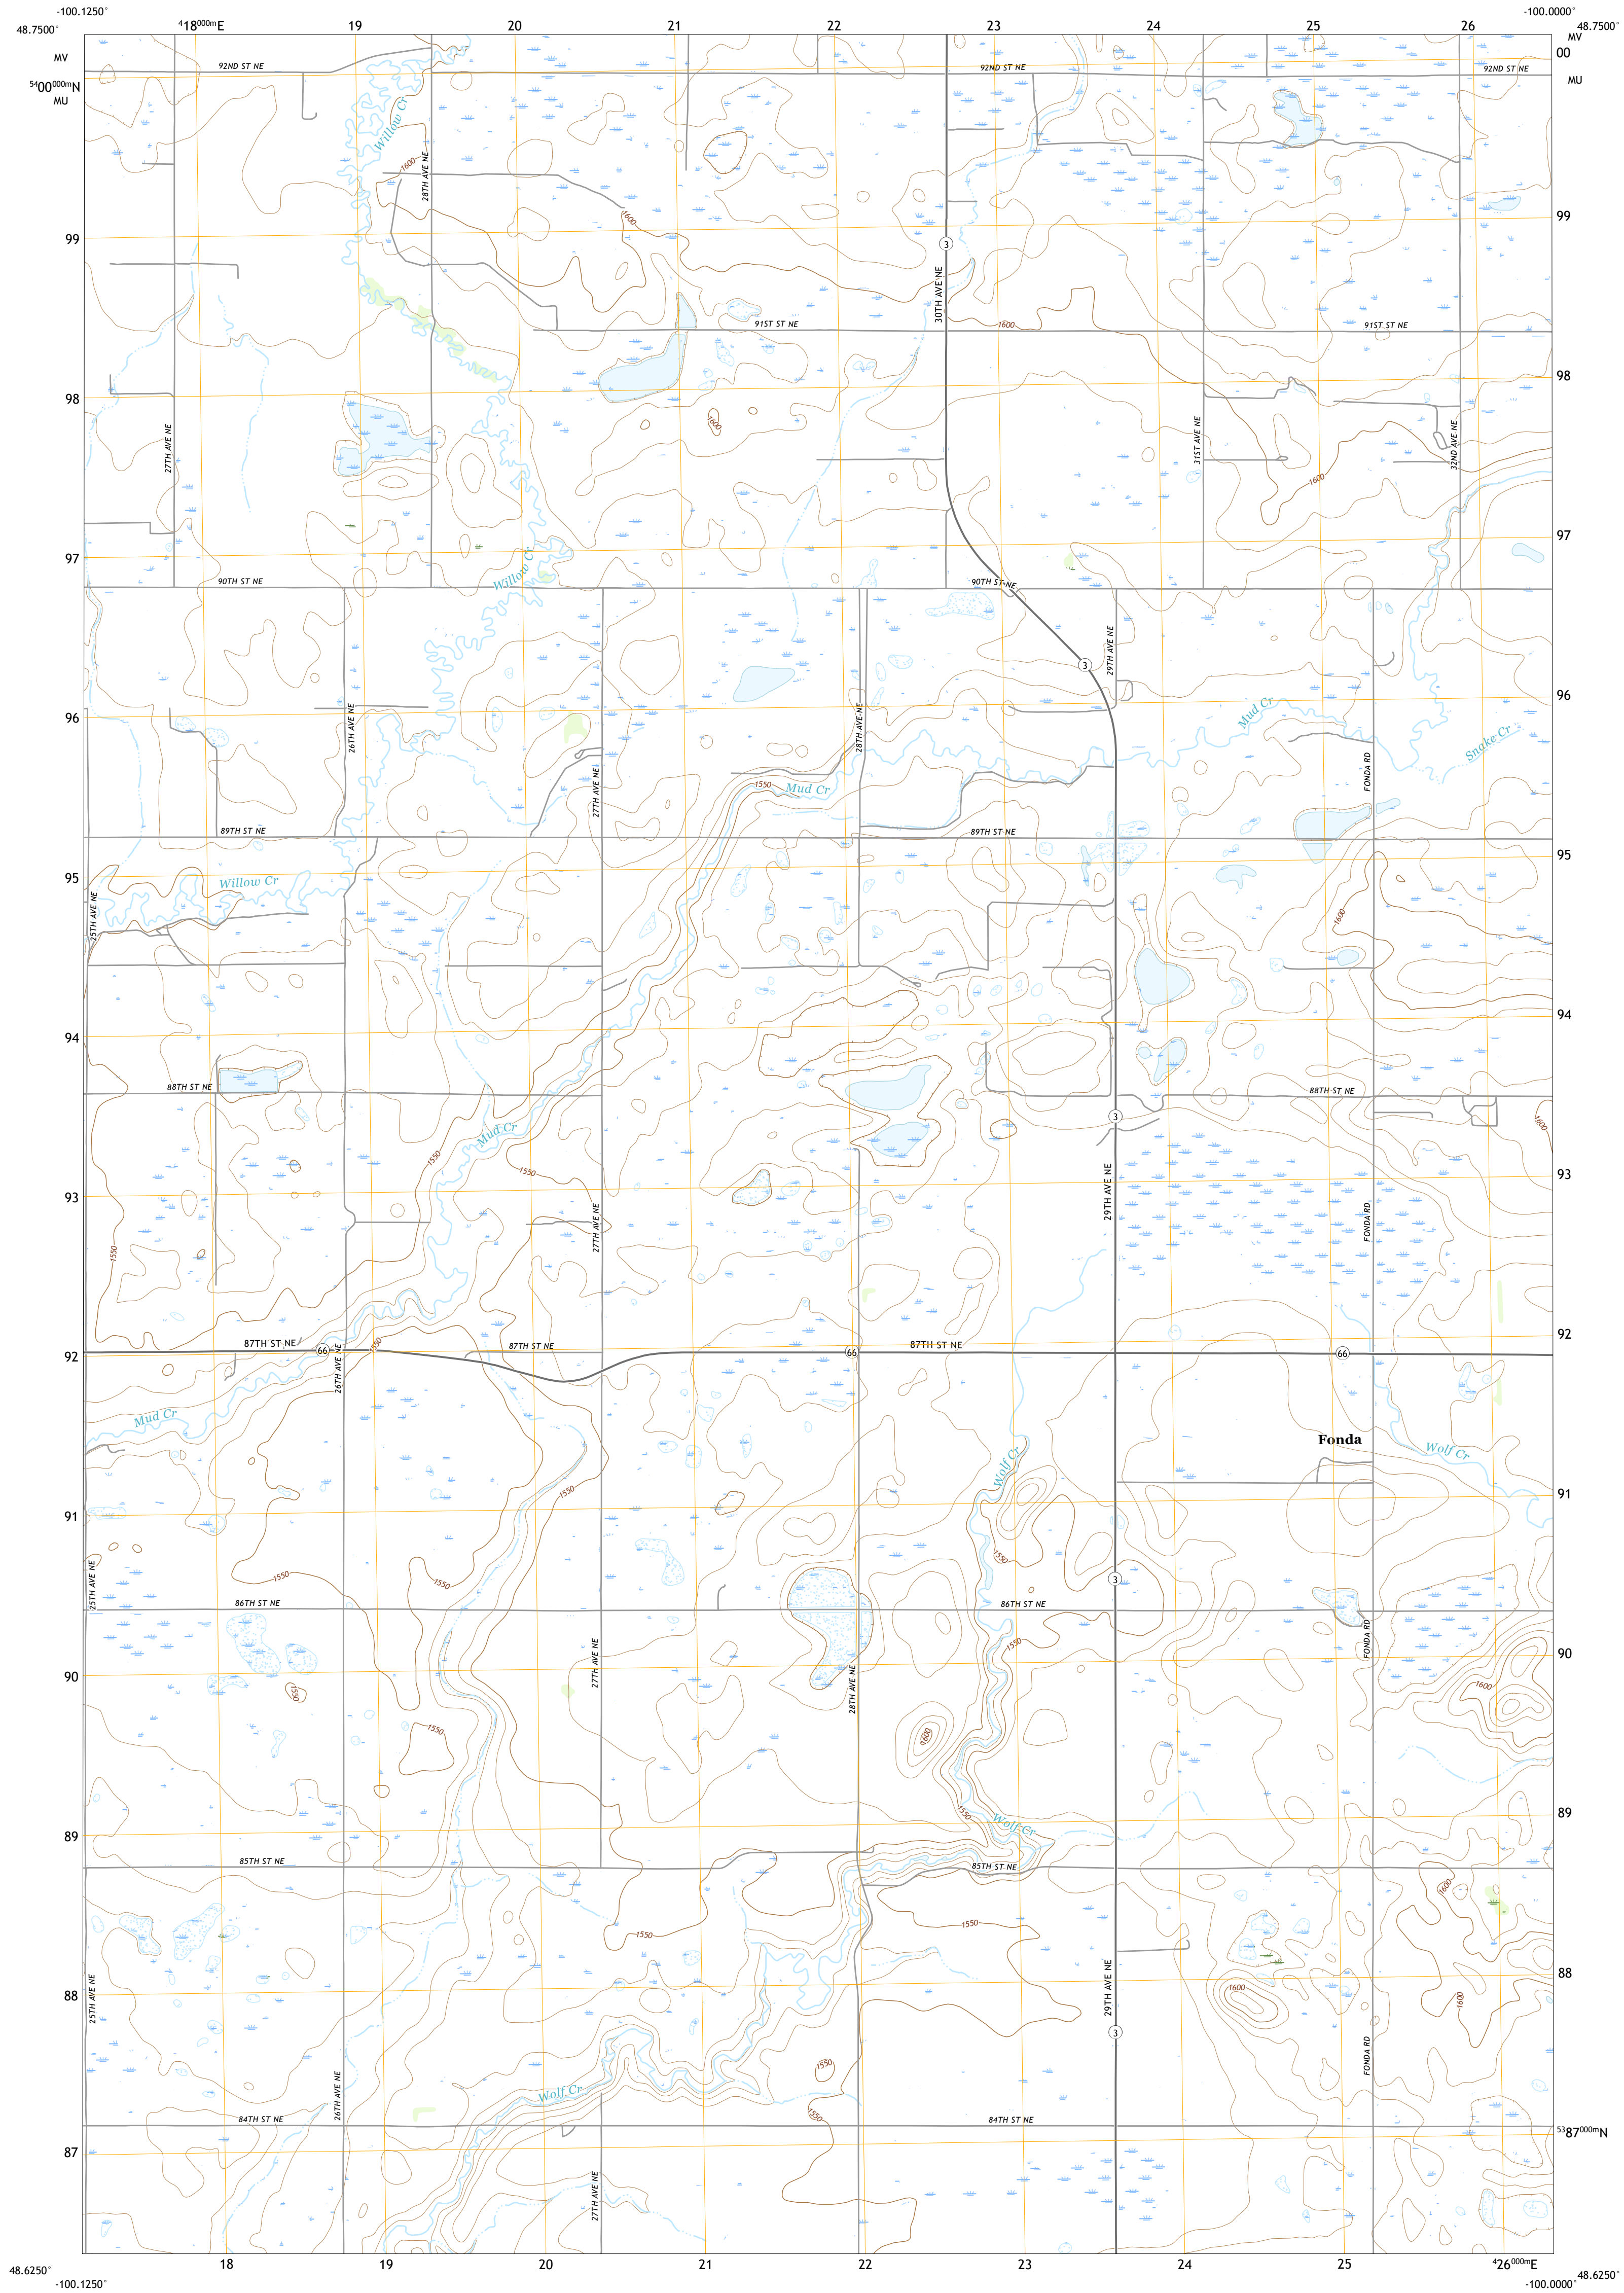 -100.1250°
⁴18⁰⁰⁰ᵐE
19
20
21
22
23
24
25
26
-100.0000°
48.7500°
48.7500°
MV
MV
00
92ND ST NE
92ND ST NE
92ND ST NE
⁵⁴00⁰⁰⁰ᵐN
MU
MU
Willow Cr
1600
28TH AVE NE
1600
99
99
3
30TH AVE NE
1600
91ST ST NE
91ST ST NE
98
98
1600
27TH AVE NE
31ST AVE NE
32ND AVE NE
1600
97
97
Willow Cr
90TH ST NE
90TH ST NE
29TH AVE NE
3
96
96
26TH AVE NE
28TH AVE NE
Mud Cr
Snake Cr
27TH AVE NE
1550
Mud Cr
FONDA RD
89TH ST NE
89TH ST NE
95
95
Willow Cr
25TH AVE NE
1600
94
94
88TH ST NE
88TH ST NE
3
1600
Mud Cr
1550
1550
93
93
29TH AVE NE
27TH AVE NE
FONDA RD
1550
92
92
87TH ST NE
66
1550
87TH ST NE
66
87TH ST NE
66
26TH AVE NE
Mud Cr
Fonda
Wolf Cr
Wolf Cr
1550
91
91
1550
25TH AVE NE
1550
1550
3
86TH ST NE
86TH ST NE
1550
FONDA RD
90
90
27TH AVE NE
28TH AVE NE
1550
1600
1550
1600
1550
Wolf Cr
89
89
85TH ST NE
85TH ST NE
1600
1550
1550
88
88
25TH AVE NE
29TH AVE NE
1600
1600
3
1550
FONDA RD
26TH AVE NE
Wolf Cr
1550
84TH ST NE
84TH ST NE
87
⁵³87⁰⁰⁰ᵐN
27TH AVE NE
48.6250°
18
19
20
21
22
23
24
25
⁴26⁰⁰⁰ᵐE
48.6250°
-100.1250°
-100.0000°